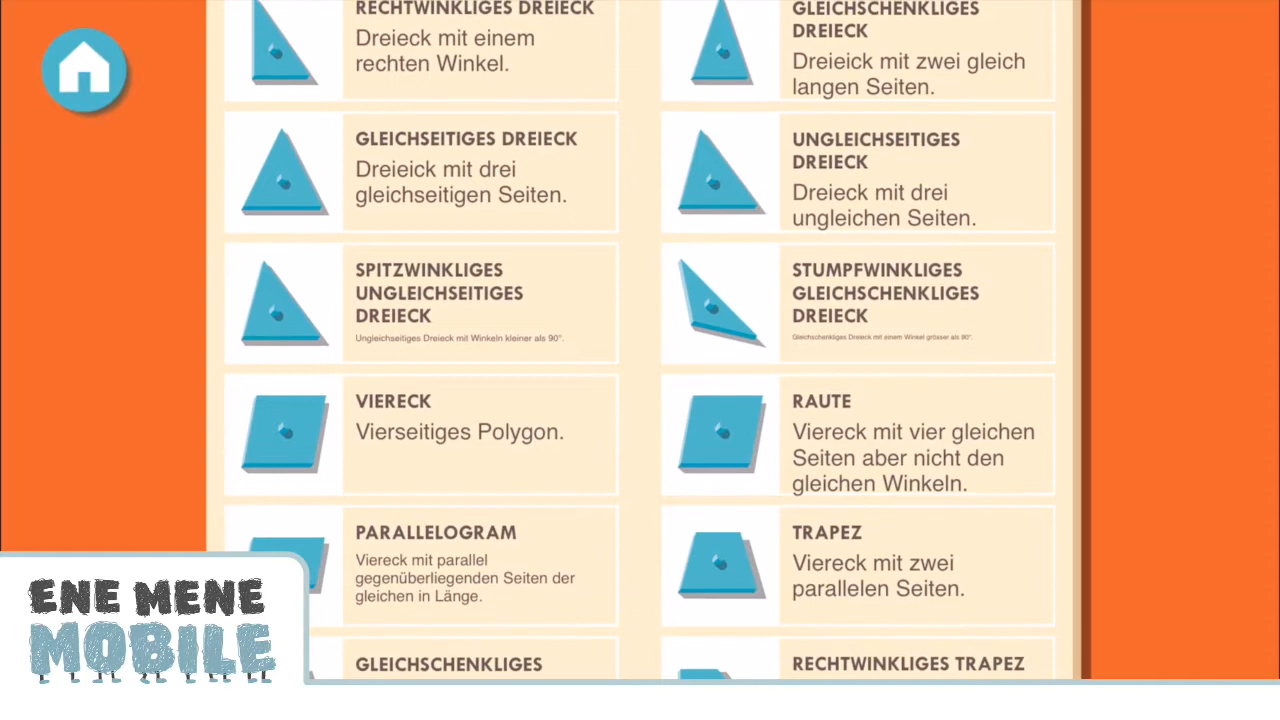 RECHTWINKLIGES DREIECK
Dreieck mit einem
rechten Winkel.
GLEICHSCHENKLIGES
DREIECK
Dreieick mit zwei gleich
langen Seiten.
GLEICHSEITIGES DREIECK
Dreieick mit drei
gleichseitigen Seiten.
UNGLEICHSEITIGES
DREIECK
Dreieck mit drei
ungleichen Seiten.
SPITZWINKLIGES
UNGLEICHSEITIGES
DREIECK
Ungleichseitiges Dreieck mit Winkeln kleiner als 90°.
STUMPFWINKLIGES
GLEICHSCHENKLIGES
DREIECK
Gleichschenkliges Dreieck mit einem Winkel grösser als 90°.
VIERECK
Vierseitiges Polygon.
RAUTE
Viereck mit vier gleichen
Seiten aber nicht den
gleichen Winkeln.
PARALLELOGRAM
Viereck mit parallel
gegenüberliegenden Seiten der
gleichen in Länge.
TRAPEZ
Viereck mit zwei
parallelen Seiten.
GLEICHSCHENKLIGES
RECHTWINKLIGES TRAPEZ
ENE MENE
MOBILE